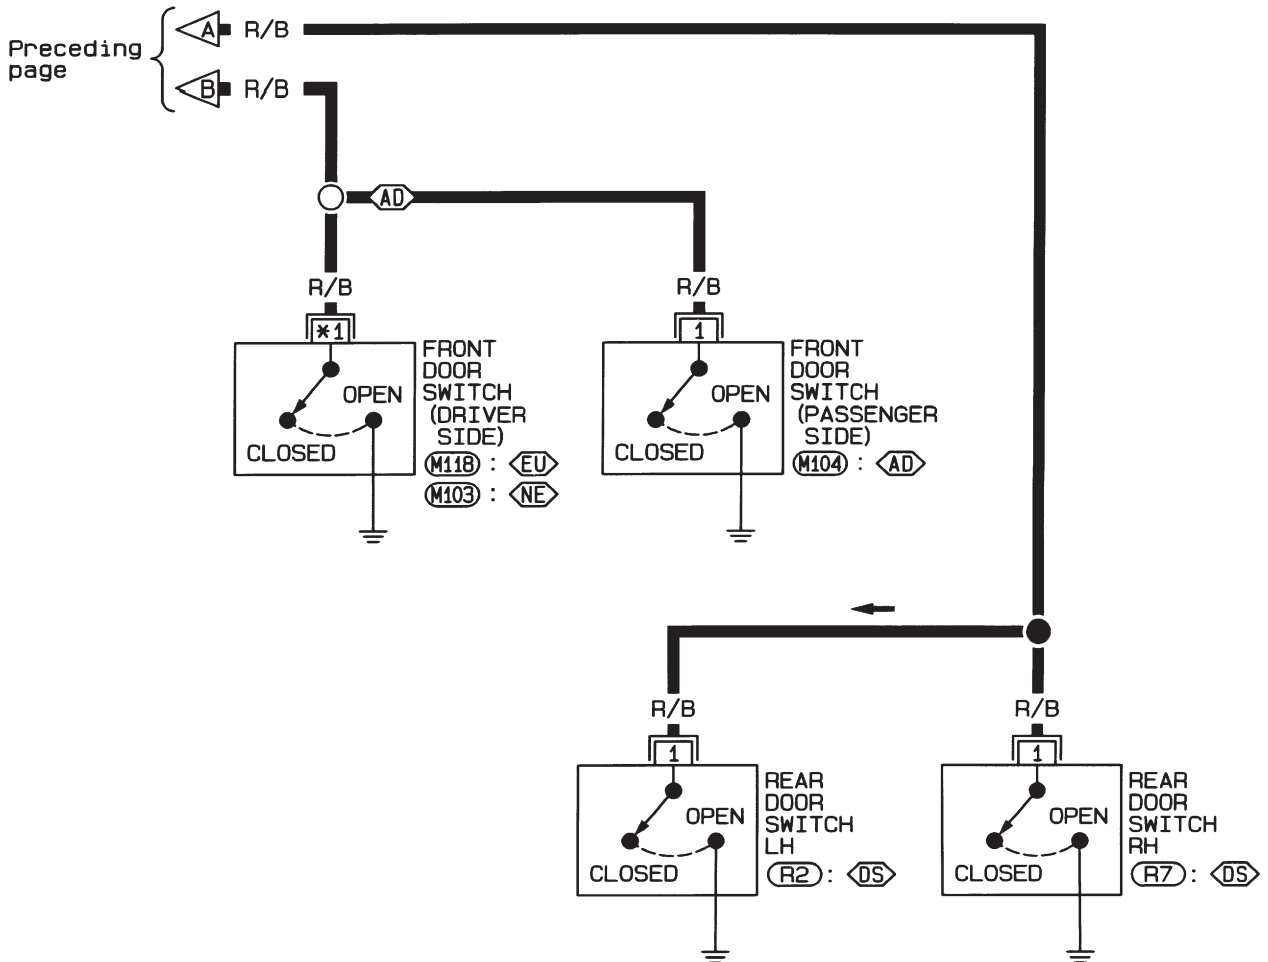 A R/B
Preceding
page
B R/B
AD
R/B
R/B
*1
1
FRONT
DOOR
SWITCH
(DRIVER
SIDE)
OPEN
CLOSED
M118 : EU
M103 : NE
FRONT
DOOR
SWITCH
(PASSENGER
SIDE)
OPEN
CLOSED
M104 : AD
R/B
R/B
1
1
REAR
DOOR
SWITCH
LH
OPEN
CLOSED
R2 : DS
REAR
DOOR
SWITCH
RH
OPEN
CLOSED
R7 : DS